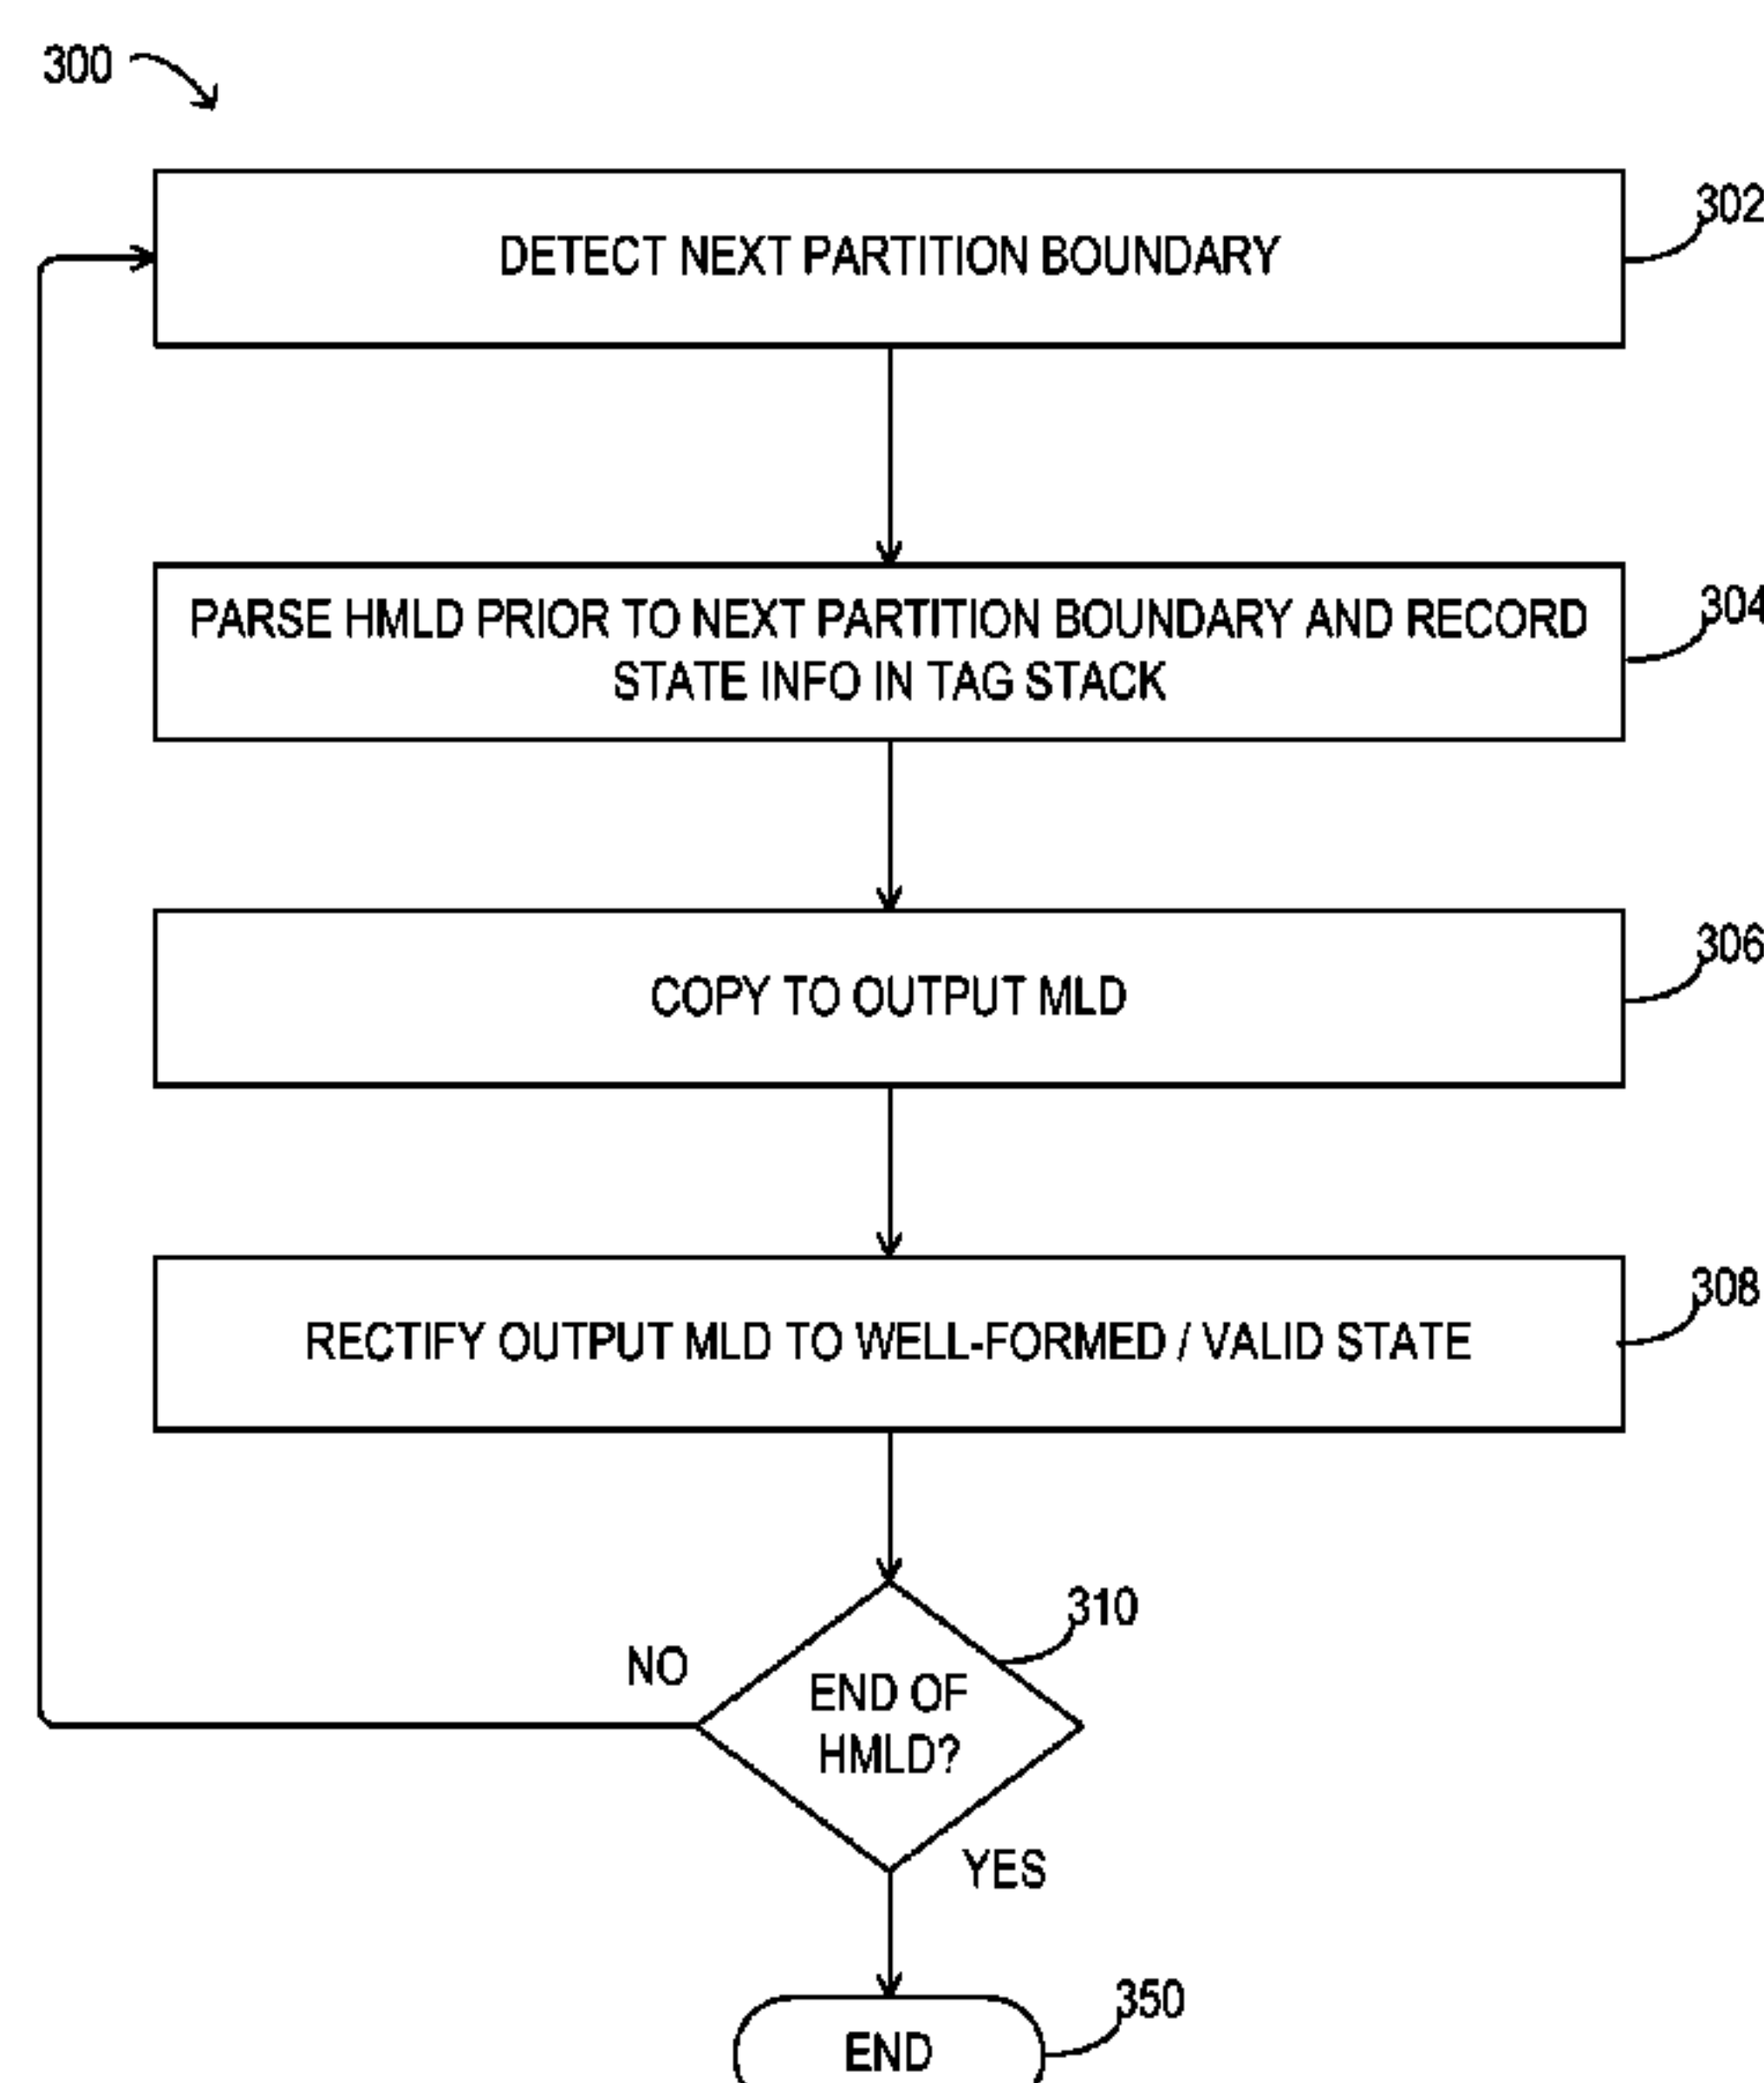 300
DETECT NEXT PARTITION BOUNDARY
302
PARSE HMLD PRIOR TO NEXT PARTITION BOUNDARY AND RECORD
STATE INFO IN TAG STACK
304
COPY TO OUTPUT MLD
306
RECTIFY OUTPUT MLD TO WELL-FORMED / VALID STATE
308
310
NO
END OF
HMLD?
YES
350
END